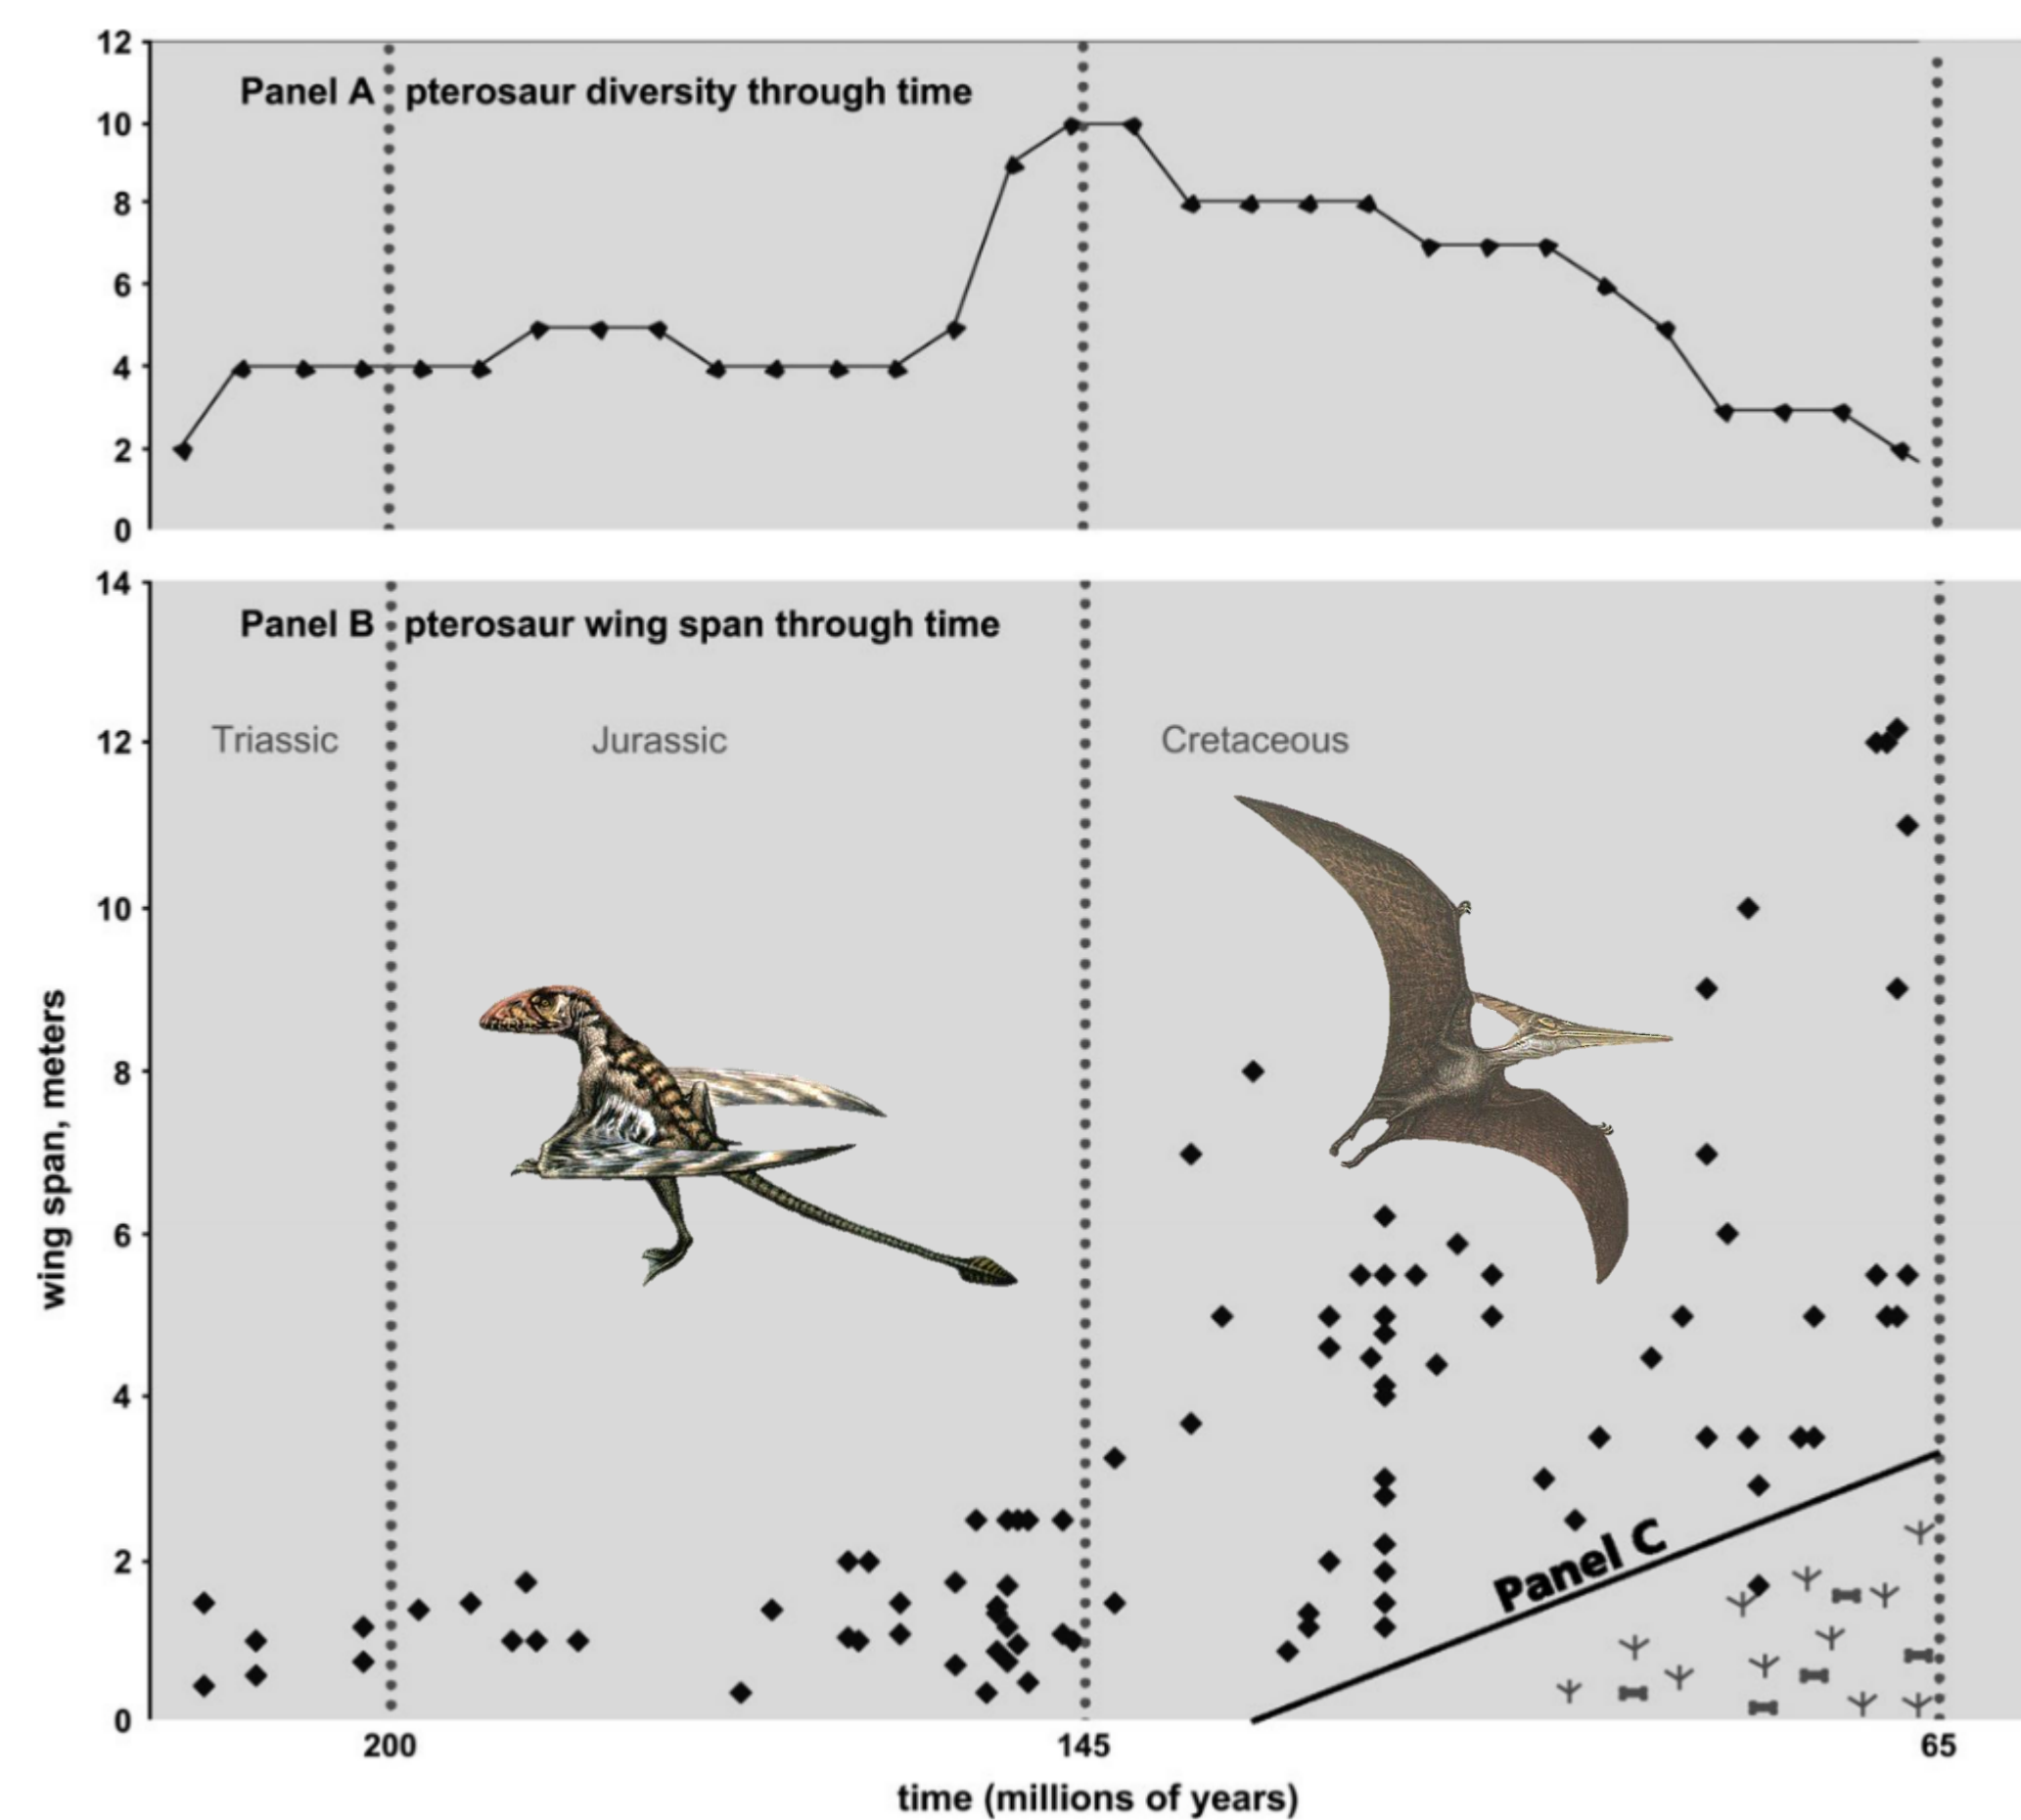 12
Panel A pterosaur diversity through time
10
8
6
4
2
0
14
Panel B pterosaur wing span through time
12
Triassic Jurassic Cretaceous
10
8
6
4
2
0
wing span, meters
Panel C
200 145 65
time (millions of years)